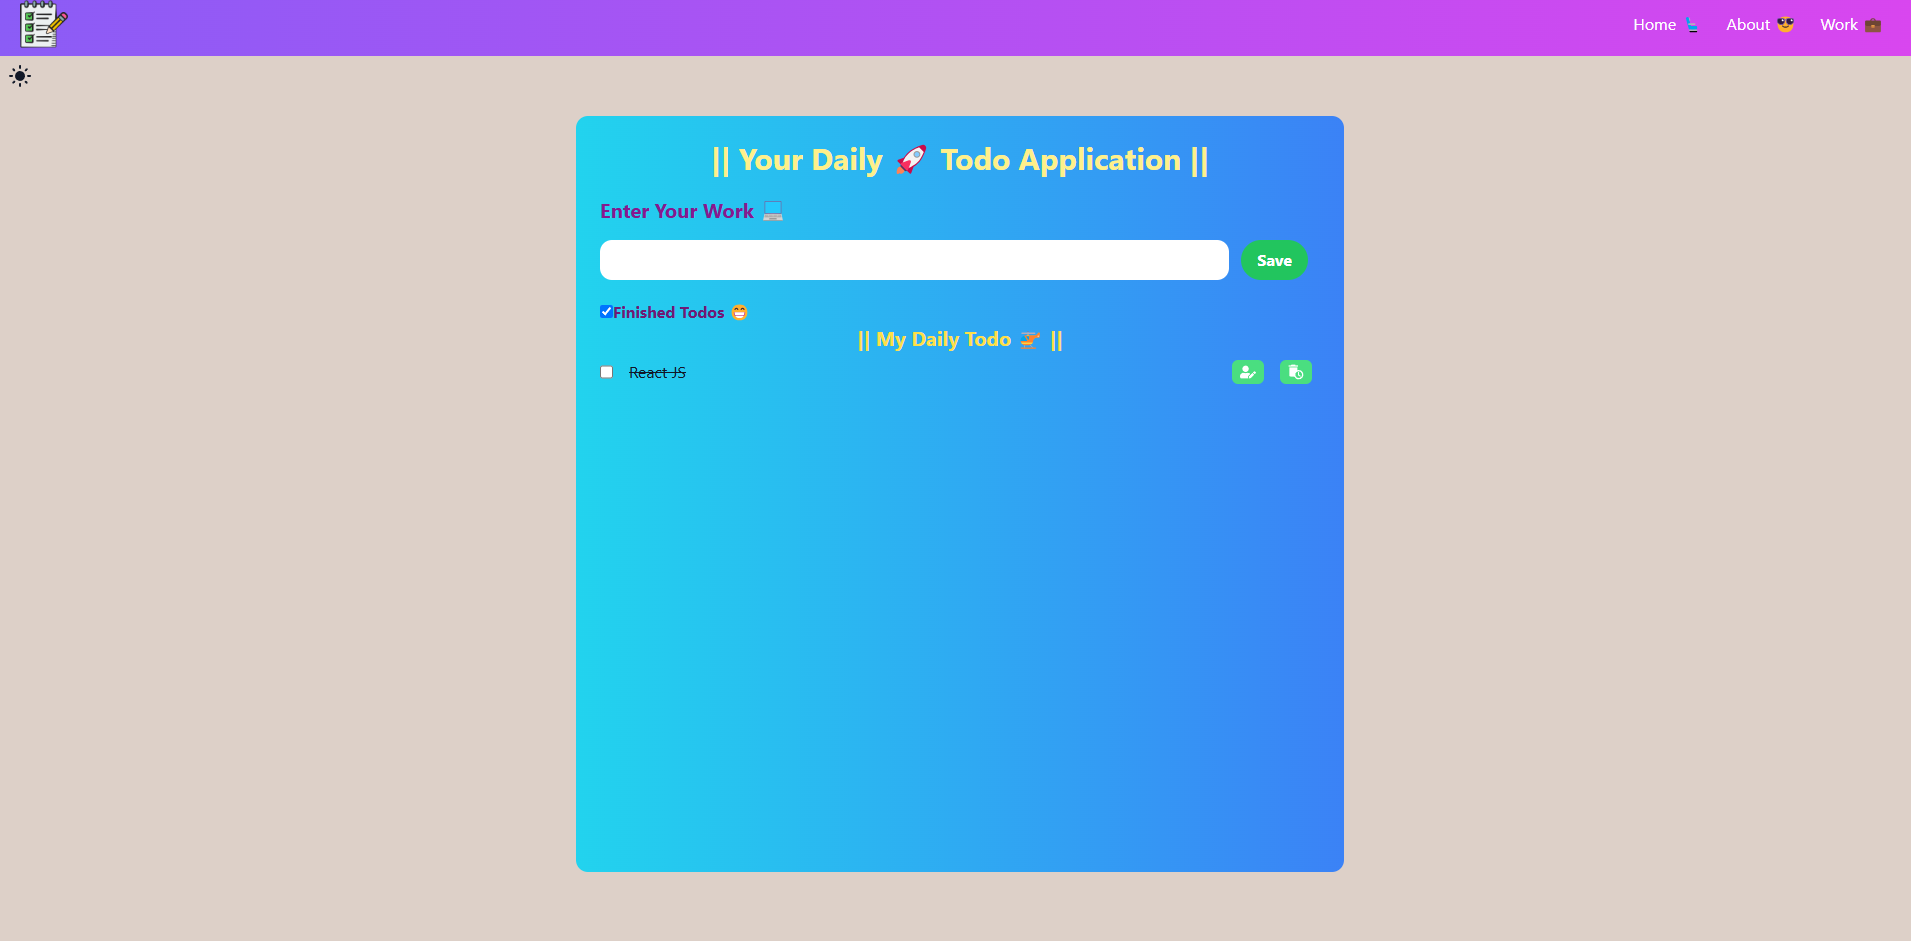 Home 💺 About 😎 Work 💼
|| Your Daily 🚀 Todo Application ||
Enter Your Work 💻
Save
Finished Todos 😁
|| My Daily Todo 🚁 ||
React JS